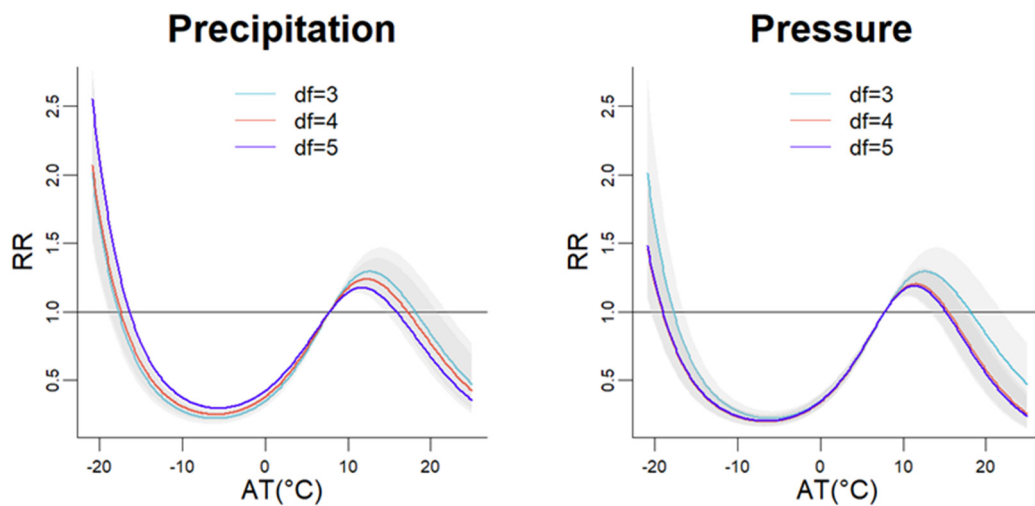 Precipitation
RR
2.5
2.0
1.5
1.0
0.5
df=3
df=4
df=5
-20 -10 0 10 20
AT(°C)
Pressure
RR
2.5
2.0
1.5
1.0
0.5
df=3
df=4
df=5
-20 -10 0 10 20
AT(°C)